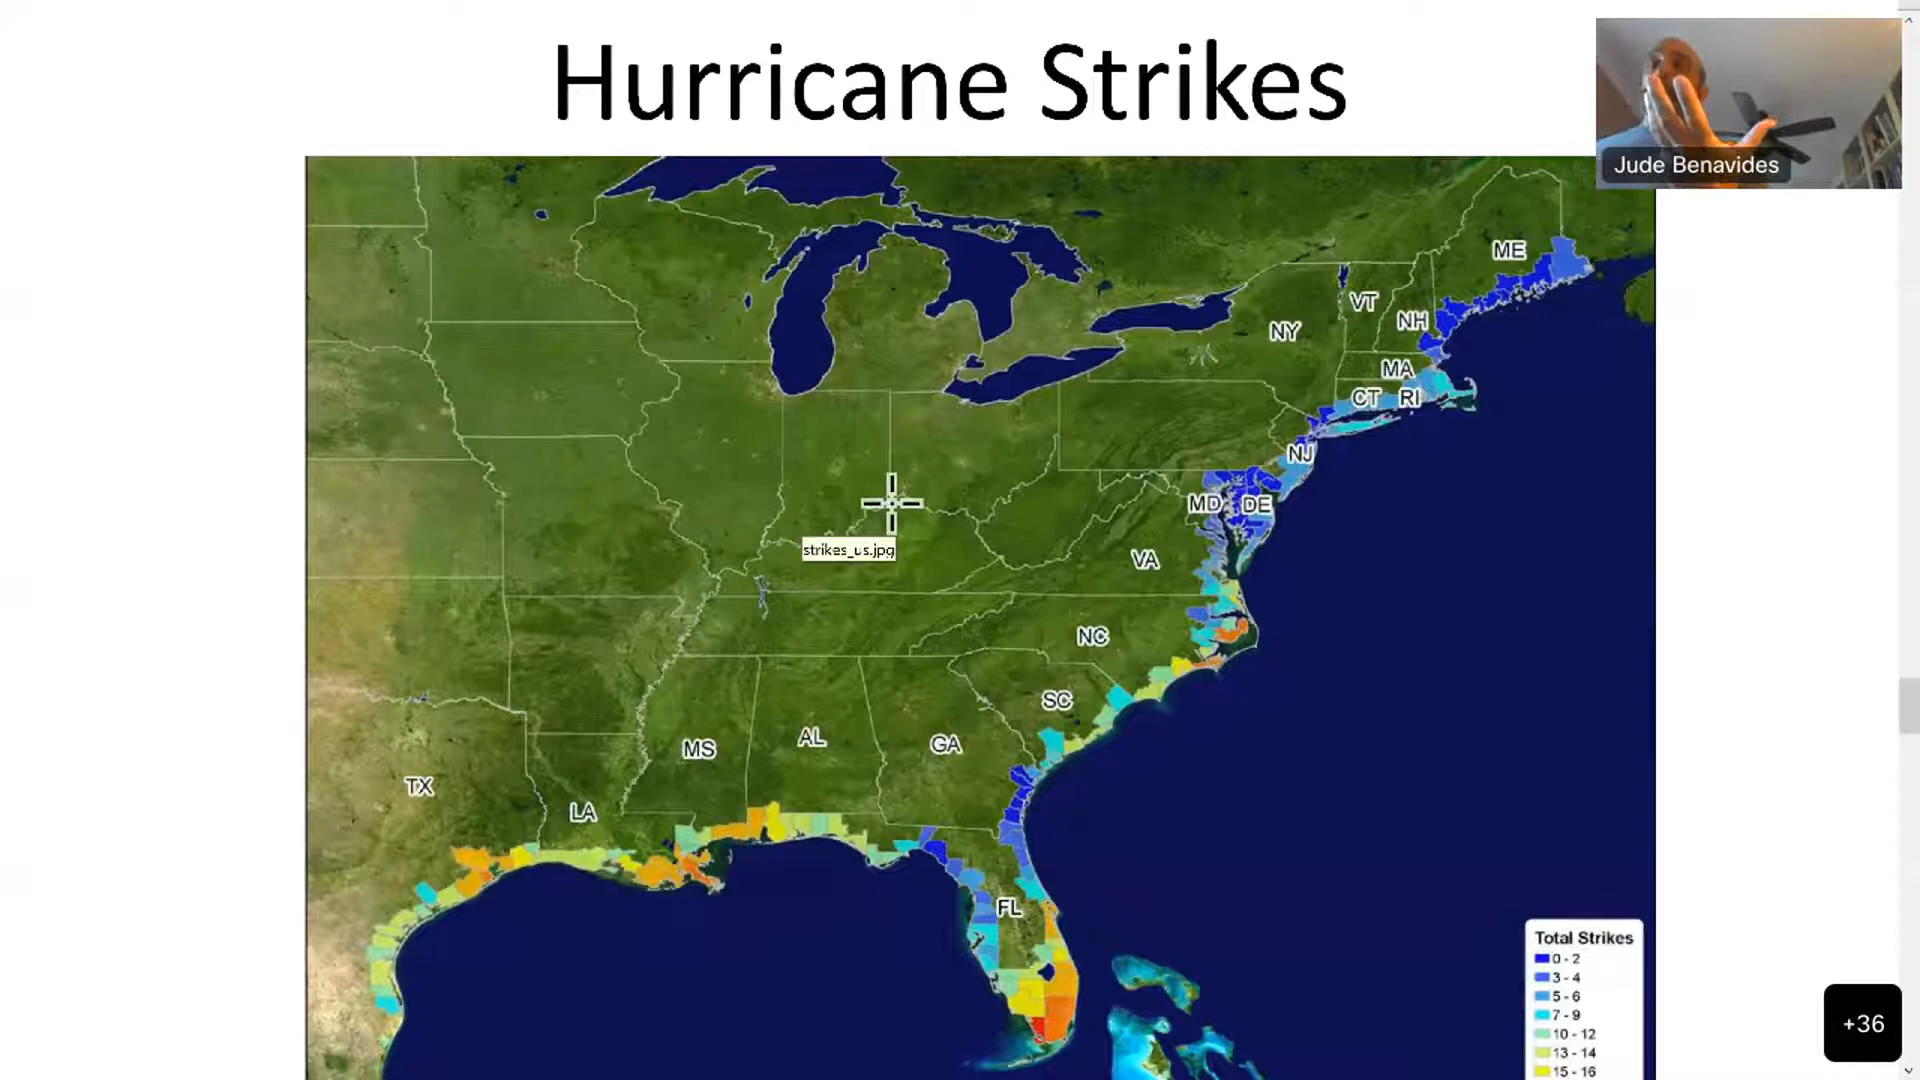 Hurricane Strikes
Jude Benavides
ME
VT
NH
NY
MA
CT RI
NJ
MD DE
strikes_us.jpg
VA
NC
SC
MS AL GA
TX
LA
FL
Total Strikes
0 - 2
3 - 4
5 - 6
7 - 9
10 - 12
13 - 14
15 - 16
+36